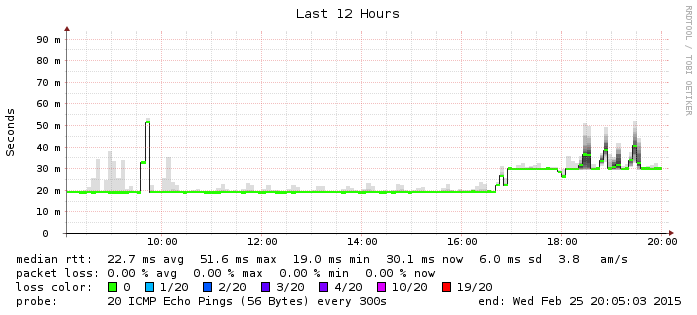 Last 12 Hours
RRDTOOL / TOBI OETIKER
Seconds
90 m
80 m
70 m
60 m
50 m
40 m
30 m
20 m
10 m
0
10:00 12:00 14:00 16:00 18:00 20:00
median rtt: 22.7 ms avg 51.6 ms max 19.0 ms min 30.1 ms now 6.0 ms sd 3.8 am/s
packet loss: 0.00 % avg 0.00 % max 0.00 % min 0.00 % now
loss color: 0 1/20 2/20 3/20 4/20 10/20 19/20
probe: 20 ICMP Echo Pings (56 Bytes) every 300s end: Wed Feb 25 20:05:03 2015